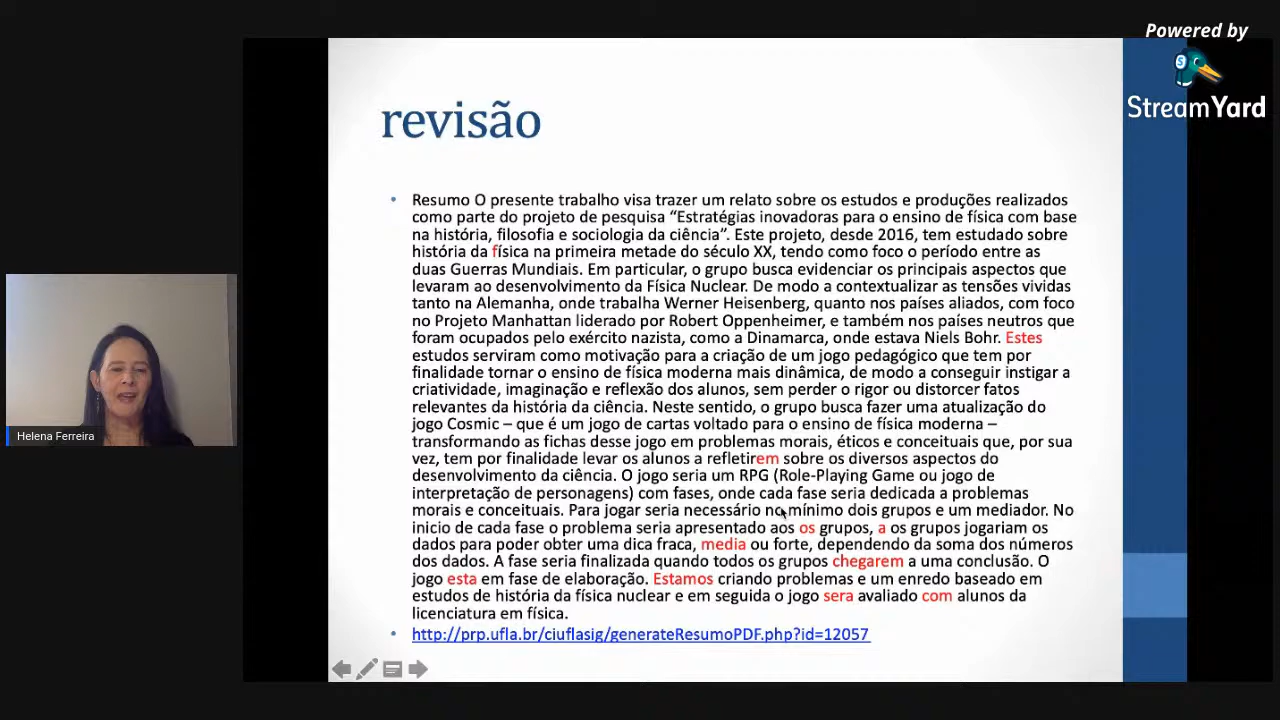 Powered by
StreamYard
revisão
Resumo O presente trabalho visa trazer um relato sobre os estudos e produções realizados
como parte do projeto de pesquisa “Estratégias inovadoras para o ensino de física com base
na história, filosofia e sociologia da ciência”. Este projeto, desde 2016, tem estudado sobre
história da física na primeira metade do século XX, tendo como foco o período entre as
duas Guerras Mundiais. Em particular, o grupo busca evidenciar os principais aspectos que
levaram ao desenvolvimento da Física Nuclear. De modo a contextualizar as tensões vividas
tanto na Alemanha, onde trabalha Werner Heisenberg, quanto nos países aliados, com foco
no Projeto Manhattan liderado por Robert Oppenheimer, e também nos países neutros que
foram ocupados pelo exército nazista, como a Dinamarca, onde estava Niels Bohr. Estes
estudos serviram como motivação para a criação de um jogo pedagógico que tem por
finalidade tornar o ensino de física moderna mais dinâmica, de modo a conseguir instigar a
criatividade, imaginação e reflexão dos alunos, sem perder o rigor ou distorcer fatos
relevantes da história da ciência. Neste sentido, o grupo busca fazer uma atualização do
jogo Cosmic – que é um jogo de cartas voltado para o ensino de física moderna –
transformando as fichas desse jogo em problemas morais, éticos e conceituais que, por sua
vez, tem por finalidade levar os alunos a refletirem sobre os diversos aspectos do
desenvolvimento da ciência. O jogo seria um RPG (Role-Playing Game ou jogo de
interpretação de personagens) com fases, onde cada fase seria dedicada a problemas
morais e conceituais. Para jogar seria necessário no mínimo dois grupos e um mediador. No
inicio de cada fase o problema seria apresentado aos os grupos, a os grupos jogariam os
dados para poder obter uma dica fraca, media ou forte, dependendo da soma dos números
dos dados. A fase seria finalizada quando todos os grupos chegarem a uma conclusão. O
jogo esta em fase de elaboração. Estamos criando problemas e um enredo baseado em
estudos de história da física nuclear e em seguida o jogo sera avaliado com alunos da
licenciatura em física.
http://prp.ufla.br/ciuflasig/generateResumoPDF.php?id=12057
Helena Ferreira